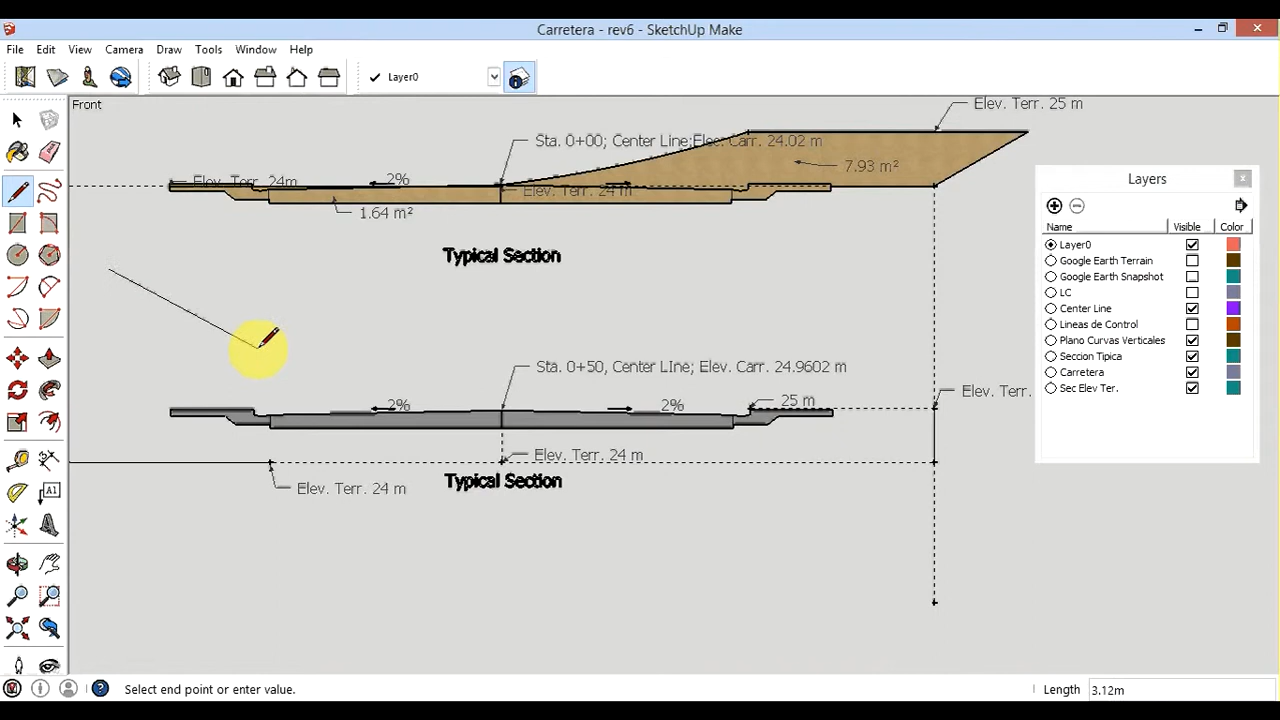 Carretera - rev6 - SketchUp Make
File Edit View Camera Draw Tools Window Help
Layer0
Front
Elev. Terr. 25 m
Sta. 0+00; Center Line;Elev. Carr. 24.02 m
7.93 m²
Elev. Terr. 24m
2%
Elev. Terr. 24 m
1.64 m²
Typical Section
Sta. 0+50, Center LIne; Elev. Carr. 24.9602 m
2%
2%
25 m
Elev. Terr.
Elev. Terr. 24 m
Typical Section
Elev. Terr. 24 m
Layers
Name Visible Color
Layer0
Google Earth Terrain
Google Earth Snapshot
LC
Center Line
Lineas de Control
Plano Curvas Verticales
Seccion Tipica
Carretera
Sec Elev Ter.
A1
Select end point or enter value.
Length 3.12m